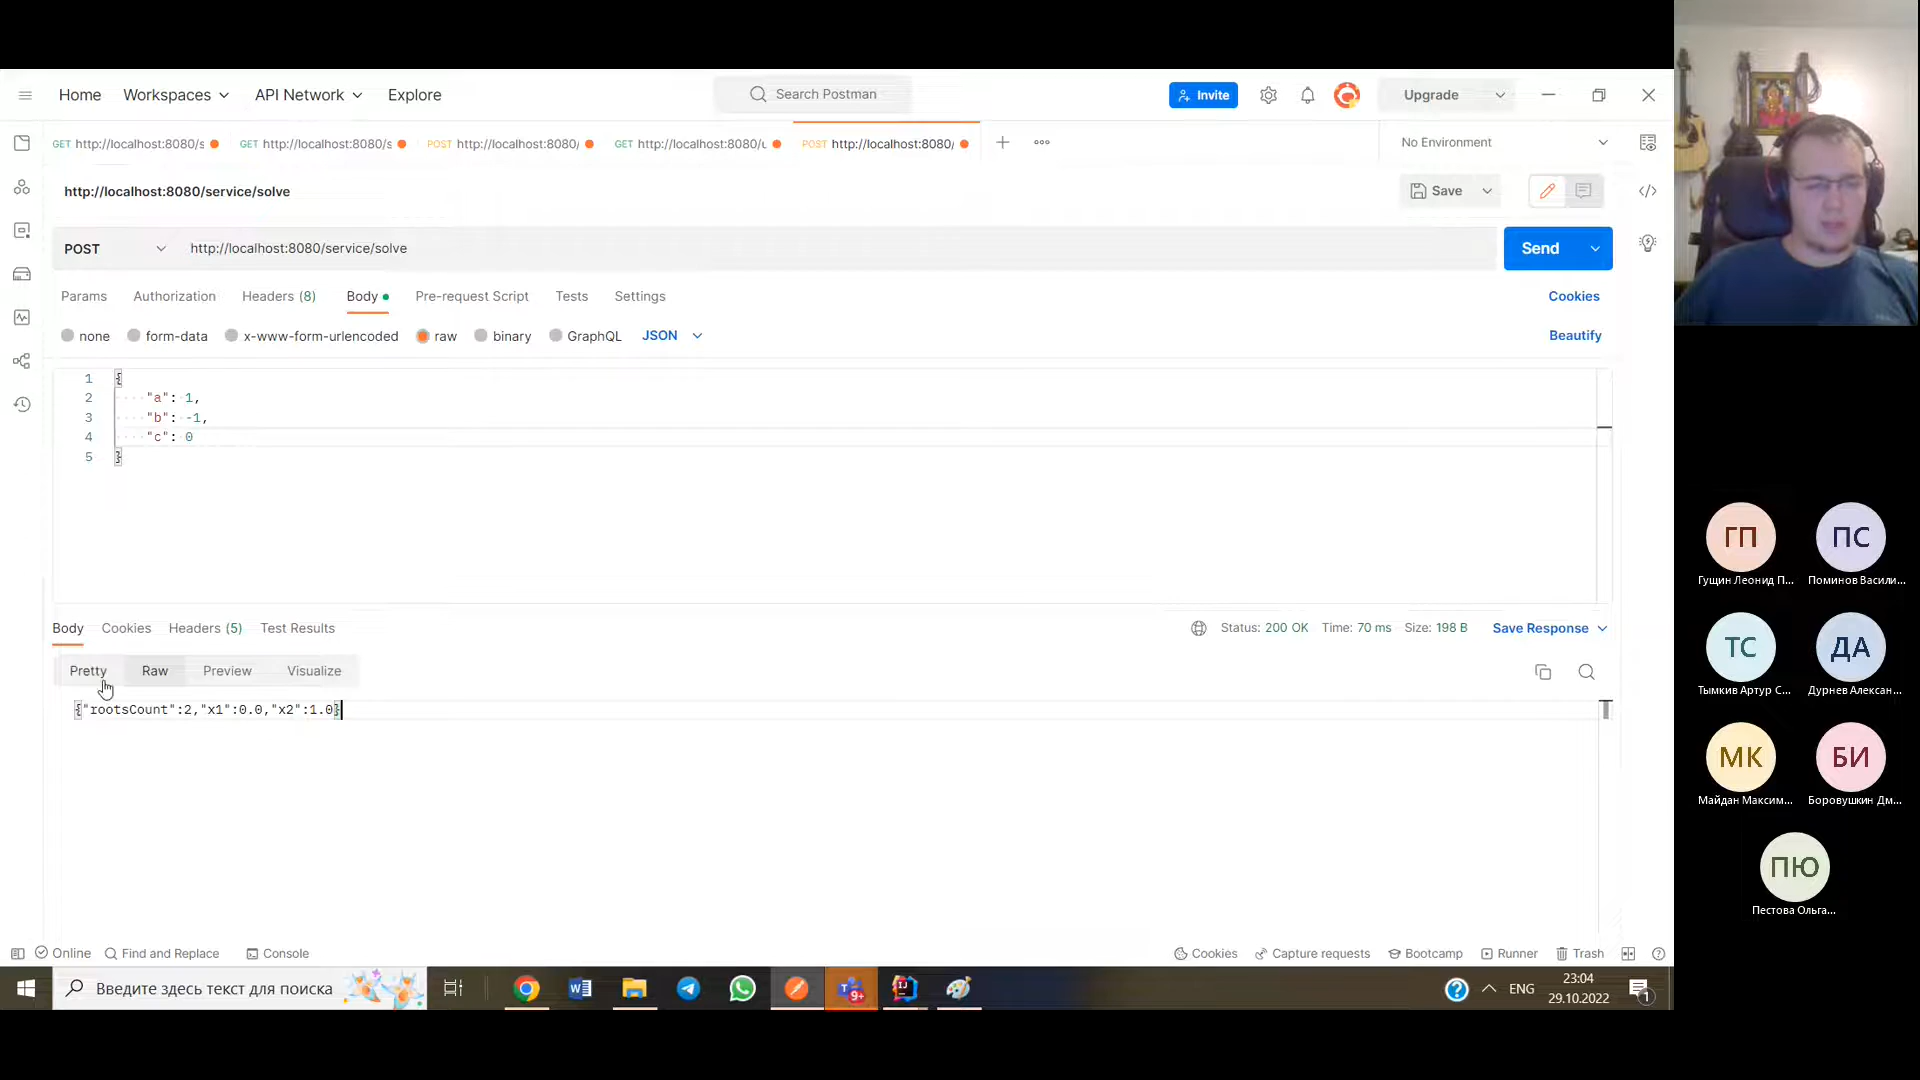 Home Workspaces API Network Explore Search Postman Invite Upgrade
GET http://localhost:8080/s GET http://localhost:8080/s POST http://localhost:8080/ GET http://localhost:8080/u POST http://localhost:8080/ No Environment
http://localhost:8080/service/solve Save
POST http://localhost:8080/service/solve Send
Params Authorization Headers (8) Body Pre-request Script Tests Settings Cookies
none form-data x-www-form-urlencoded raw binary GraphQL JSON Beautify
1 {
2 "a": 1,
3 "b": -1,
4 "c": 0
5 }
Body Cookies Headers (5) Test Results Status: 200 OK Time: 70 ms Size: 198 B Save Response
Pretty Raw Preview Visualize
{"rootsCount":2,"x1":0.0,"x2":1.0}
Online Find and Replace Console Cookies Capture requests Bootcamp Runner Trash
Введите здесь текст для поиска 9+ ENG 23:04
29.10.2022 1
ГП ПС
Гущин Леонид П... Поминов Васили...
ТС ДА
Тымкив Артур С... Дурнев Алексан...
МК БИ
Майдан Максим... Боровушкин Дм...
ПЮ
Пестова Ольга...